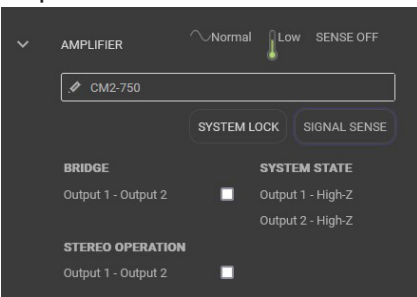 AMPLIFIER Normal Low SENSE OFF
CM2-750
SYSTEM LOCK SIGNAL SENSE
BRIDGE SYSTEM STATE
Output 1 - Output 2 Output 1 - High-Z
Output 2 - High-Z
STEREO OPERATION
Output 1 - Output 2